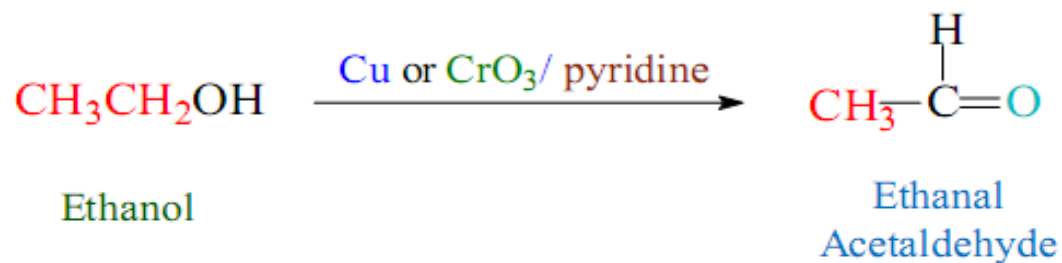 CH₃CH₂OH
Ethanol
Cu or CrO₃/ pyridine
H
CH₃—C=O
Ethanal
Acetaldehyde